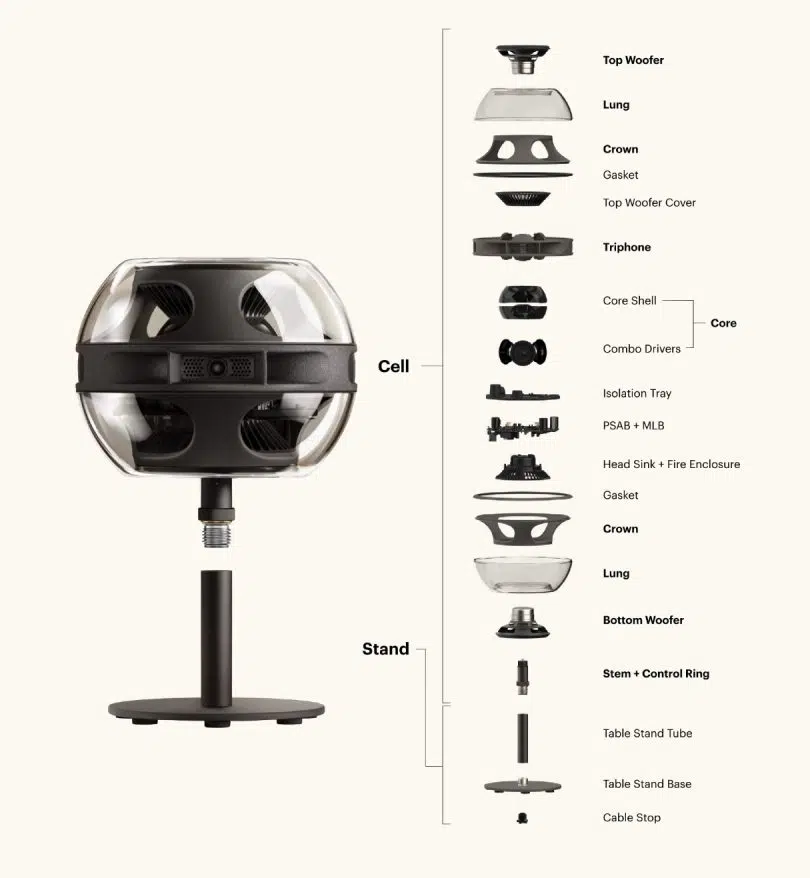 Top Woofer
Lung
Crown
Gasket
Top Woofer Cover
Triphone
Core Shell
Core
Combo Drivers
Cell
Isolation Tray
PSAB + MLB
Head Sink + Fire Enclosure
Gasket
Crown
Lung
Bottom Woofer
Stand
Stem + Control Ring
Table Stand Tube
Table Stand Base
Cable Stop